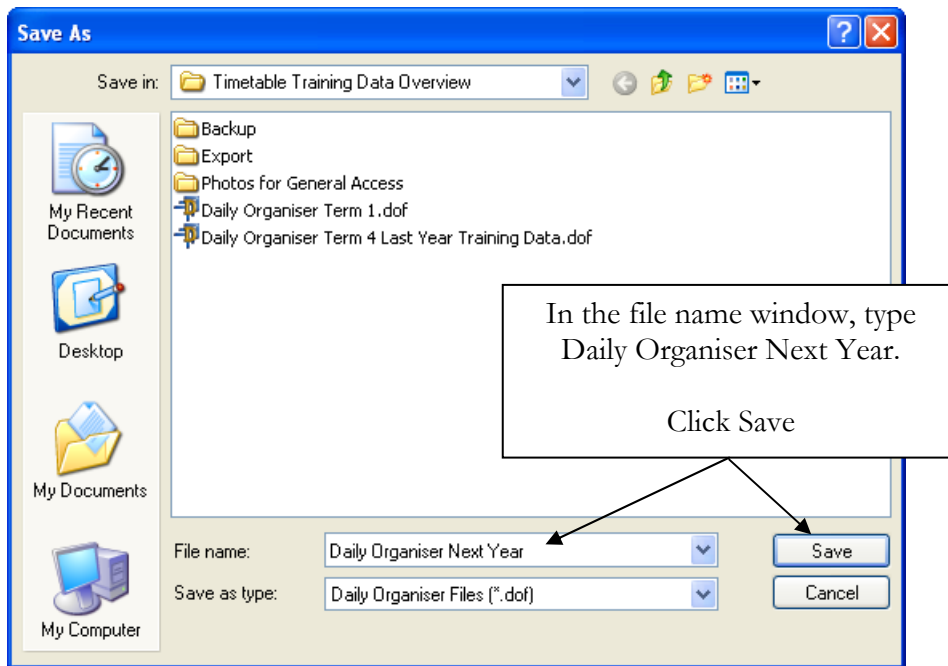 Save As
Save in:
Timetable Training Data Overview
Backup
Export
Photos for General Access
Daily Organiser Term 1.dof
Daily Organiser Term 4 Last Year Training Data.dof
My Recent
Documents
Desktop
My Documents
My Computer
In the file name window, type
Daily Organiser Next Year.
Click Save
File name:
Daily Organiser Next Year
Save
Save as type:
Daily Organiser Files (*.dof)
Cancel